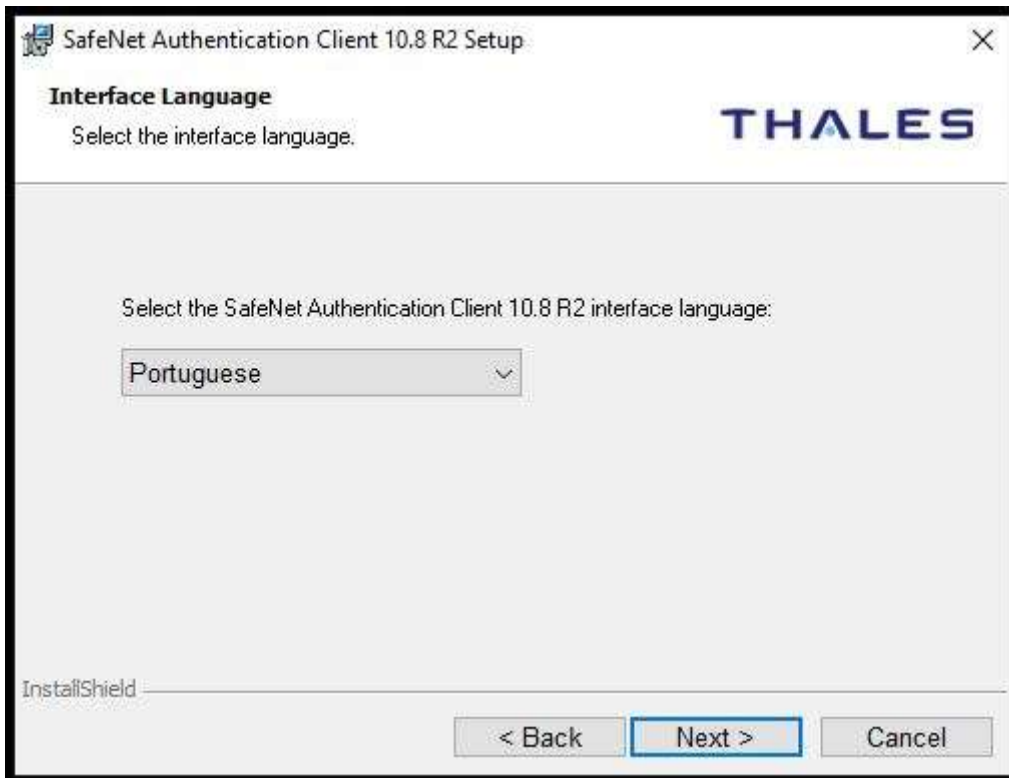 SafeNet Authentication Client 10.8 R2 Setup
Interface Language
Select the interface language.
THALES
Select the SafeNet Authentication Client 10.8 R2 interface language:
Portuguese
InstallShield
< Back
Next >
Cancel